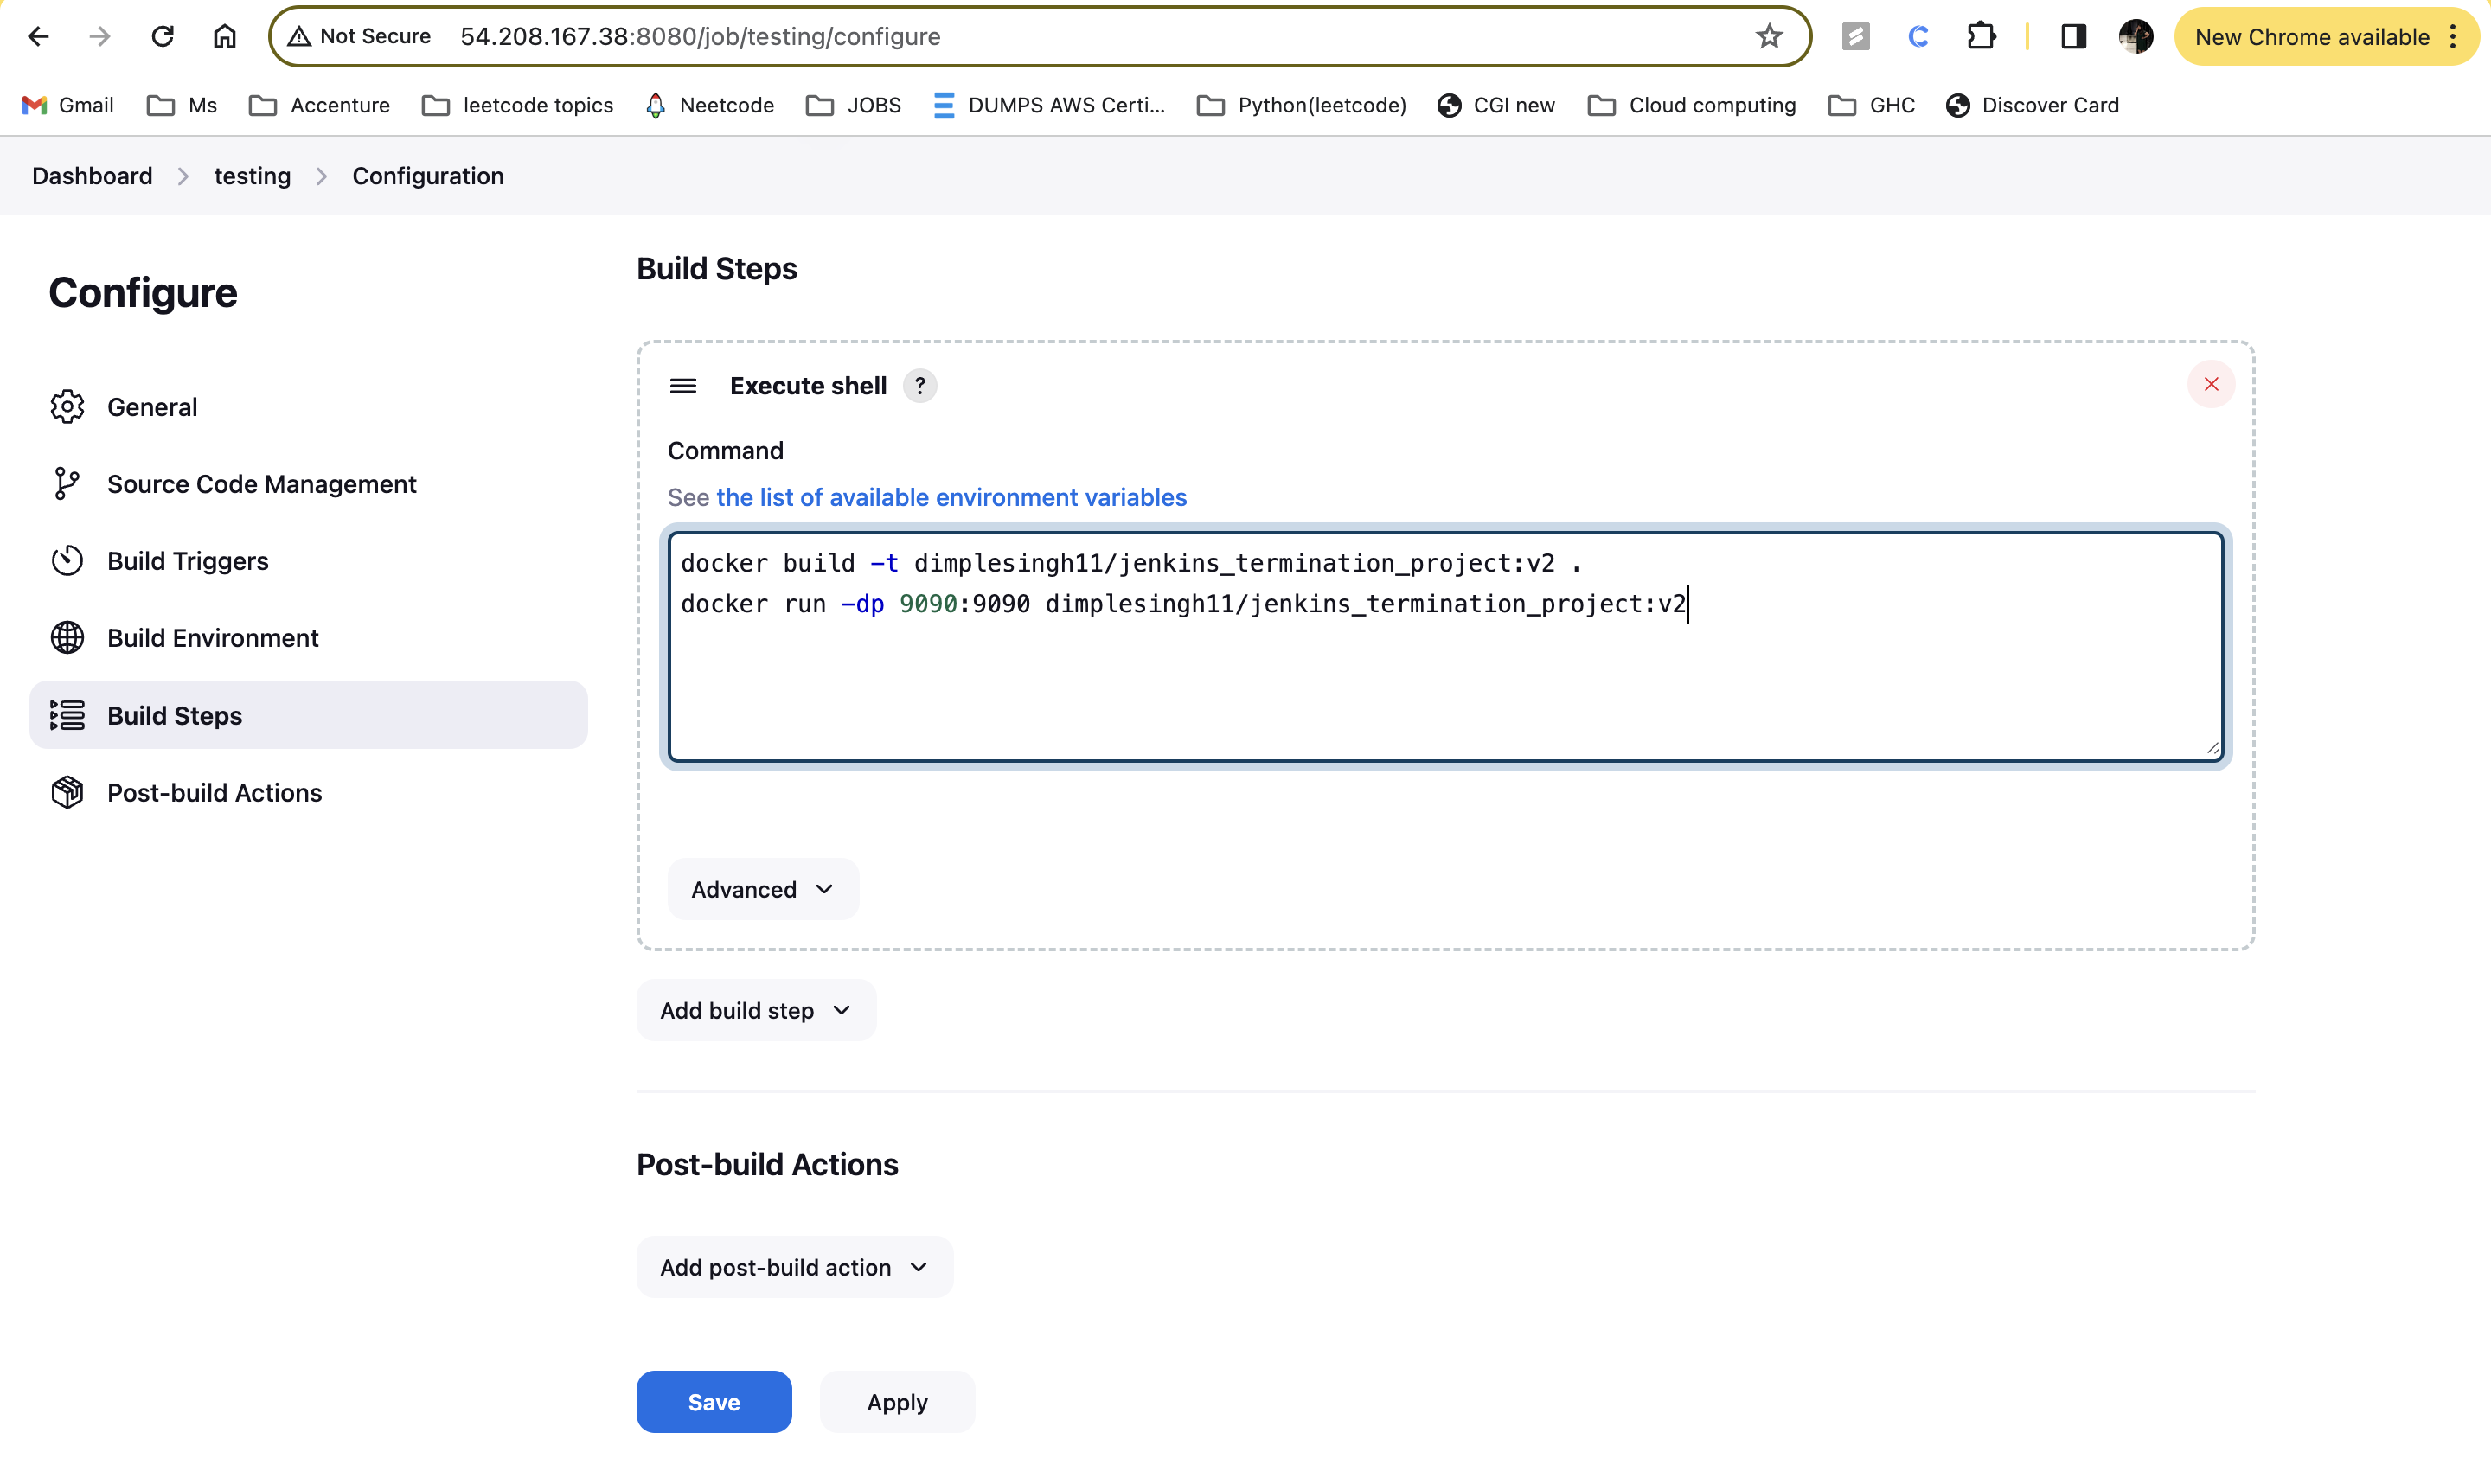 Not Secure 54.208.167.38:8080/job/testing/configure New Chrome available
Gmail Ms Accenture leetcode topics Neetcode JOBS DUMPS AWS Certi... Python(leetcode) CGI new Cloud computing GHC Discover Card
Dashboard testing Configuration
Configure
General
Source Code Management
Build Triggers
Build Environment
Build Steps
Post-build Actions
Build Steps
Execute shell ?
Command
See the list of available environment variables
docker build -t dimplesingh11/jenkins_termination_project:v2 .
docker run -dp 9090:9090 dimplesingh11/jenkins_termination_project:v2
Advanced
Add build step
Post-build Actions
Add post-build action
Save Apply